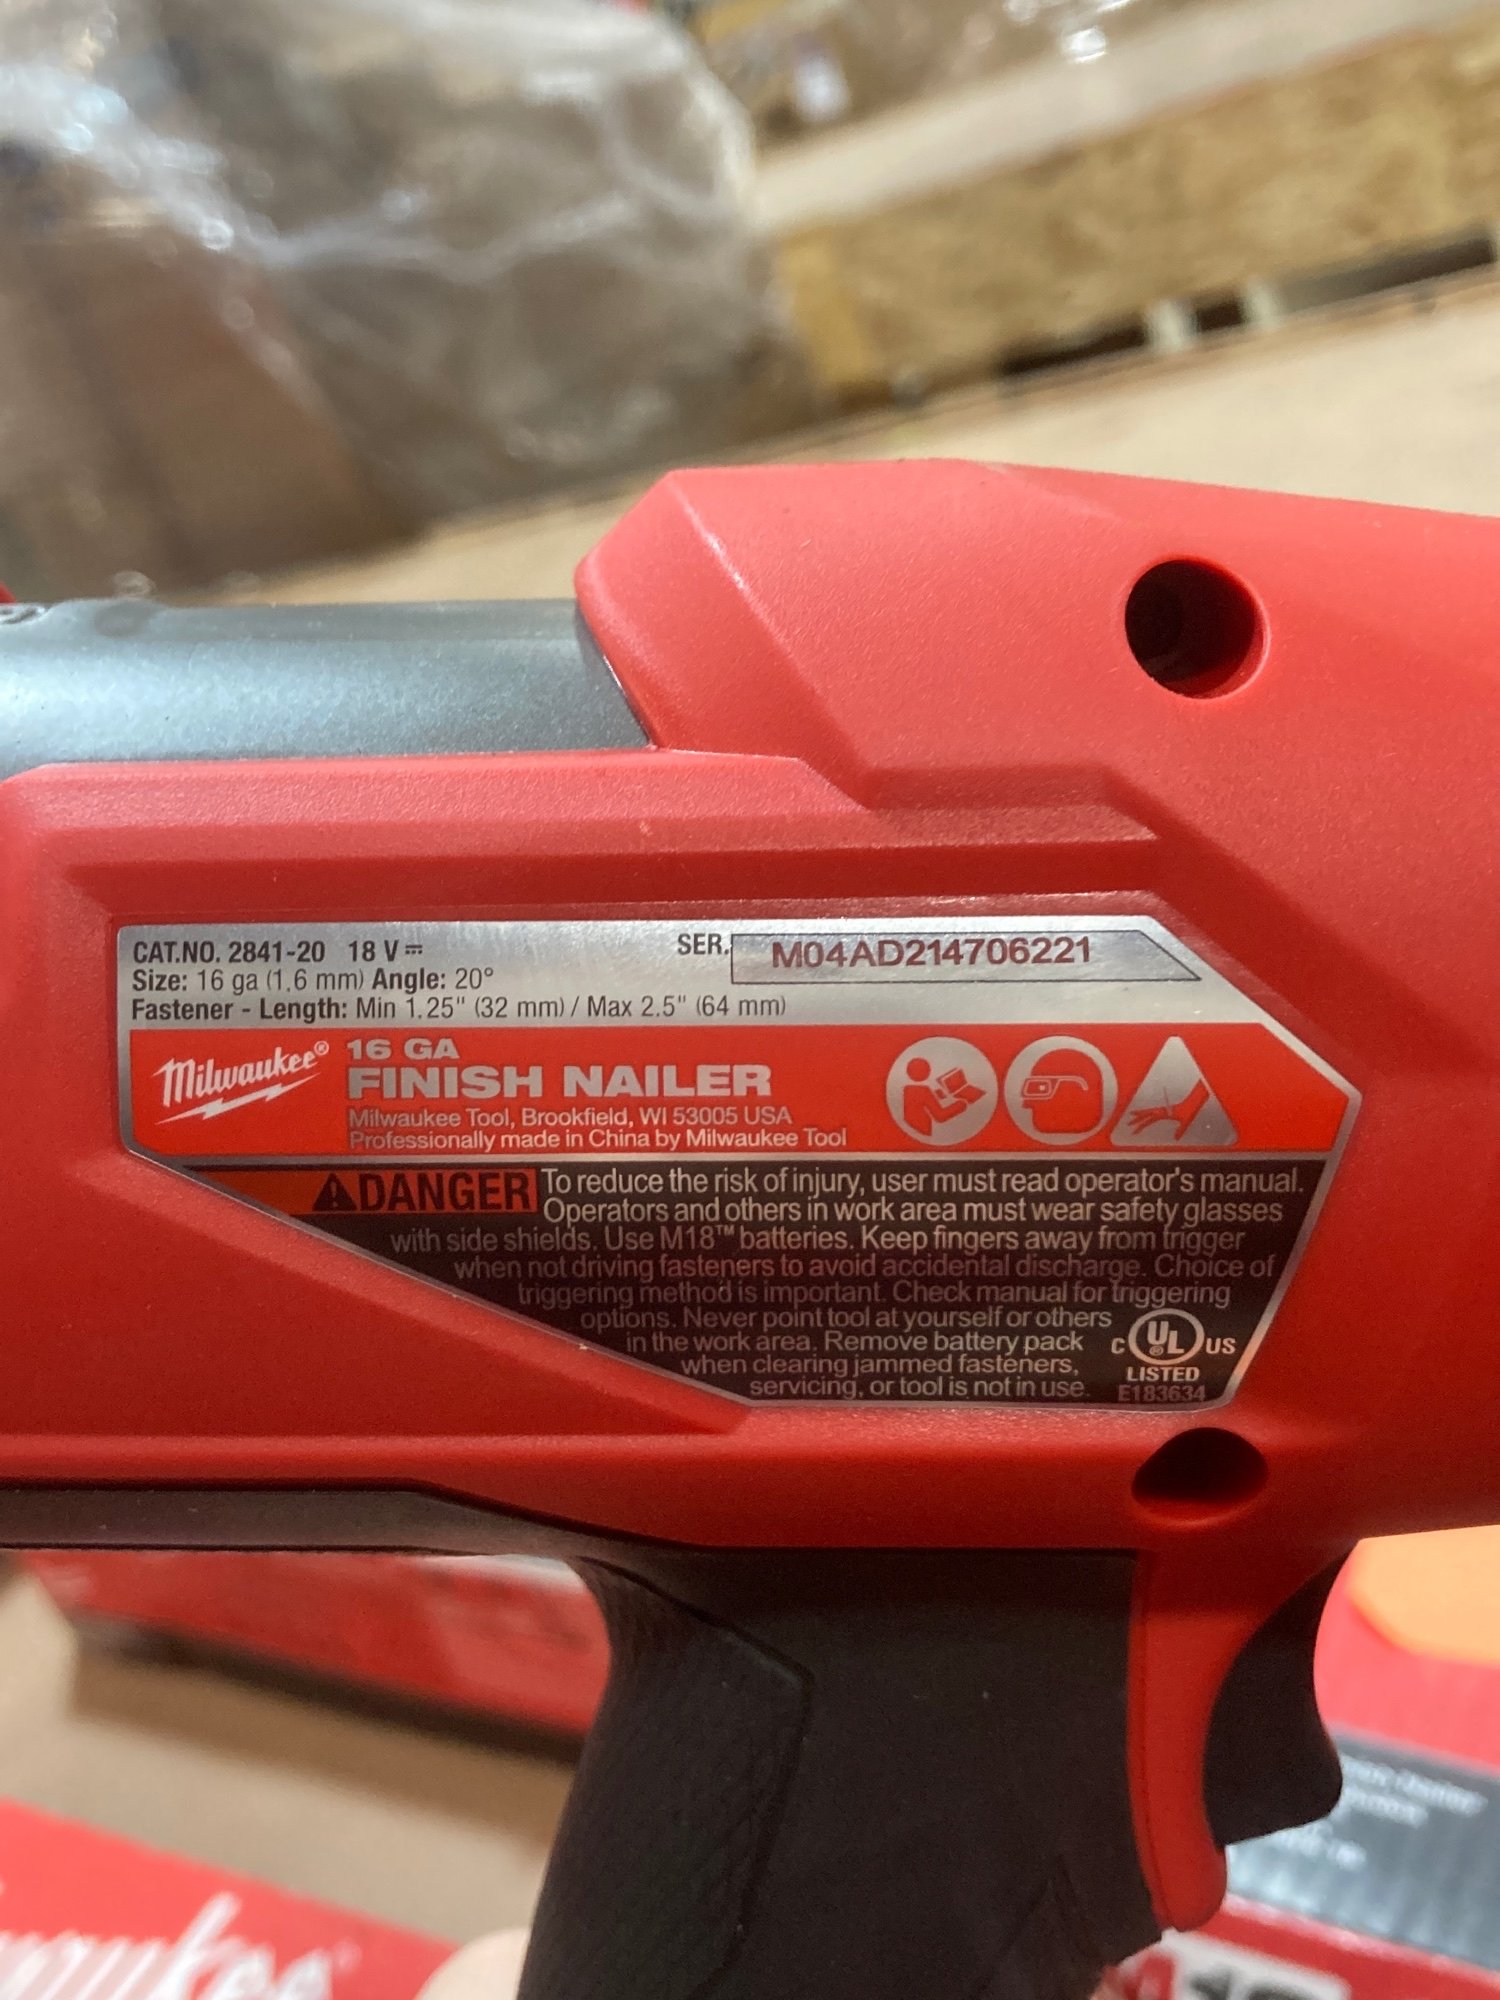 CAT.NO. 2841-20 18 V ⎓
SER. M04AD214706221
Size: 16 ga (1.6 mm) Angle: 20°
Fastener - Length: Min 1.25" (32 mm) / Max 2.5" (64 mm)
Milwaukee®
16 GA
FINISH NAILER
Milwaukee Tool, Brookfield, WI 53005 USA
Professionally made in China by Milwaukee Tool
DANGER To reduce the risk of injury, user must read operator's manual.
Operators and others in work area must wear safety glasses
with side shields. Use M18™ batteries. Keep fingers away from trigger
when not driving fasteners to avoid accidental discharge. Choice of
triggering method is important. Check manual for triggering
options. Never point tool at yourself or others
in the work area. Remove battery pack
when clearing jammed fasteners,
servicing, or tool is not in use.
C UL® US
LISTED
E183634